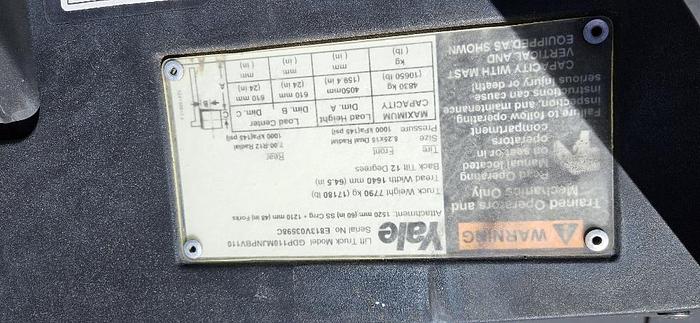 Yale
Lift Truck Model GDP110MJNPBV110
Serial No E813V03598C
Attachment. 1520 mm (60 in) SS Crrg + 1210 mm (48 in) Forks
Truck Weight 7790 kg (17180 lb)
Tread Width 1640 mm (64.5 in)
Back Tilt 12 Degrees
Tire Front Rear
Size 8.25x15 Dual Radial 7.00-R12 Radial
Pressure 1000 kPa(145 psi) 1000 kPa(145 psi)
MAXIMUM CAPACITY Load Height Dim. A Load Center Dim. B Dim. C
4830 kg 4050mm 610 mm 610 mm
(10650 lb) (159.4 in) (24 in) (24 in)
kg mm mm mm
(lb) (in) (in) (in)
A
B
C
WARNING
Trained Operators and
Mechanics Only
Read Operating
Manual located
on seat or in
compartment
Failure to follow operating
inspection, and maintenance
instructions can cause
serious injury or death!
CAPACITY WITH MAST
VERTICAL AND
EQUIPPED AS SHOWN